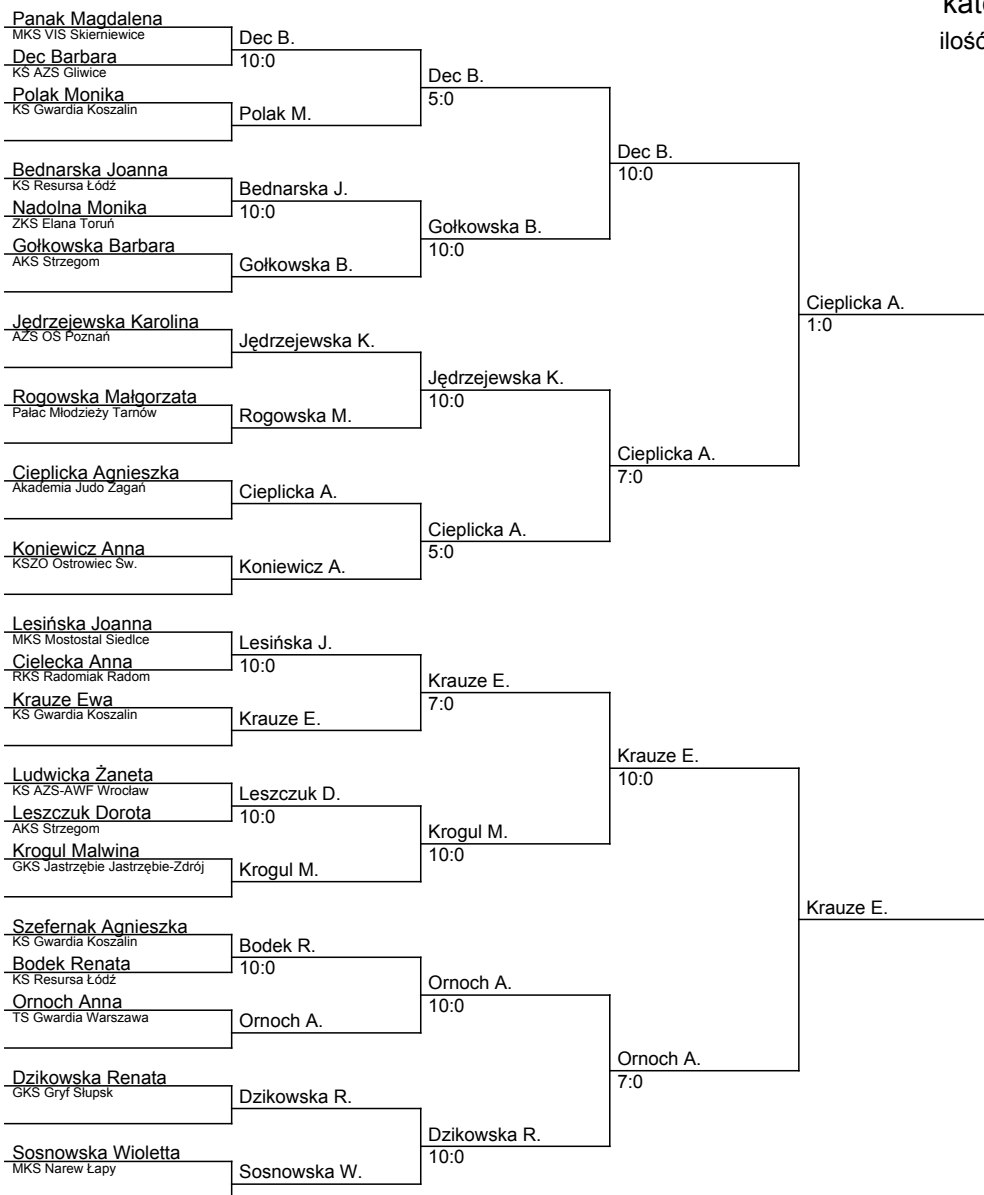 kat
ilość
Panak Magdalena
MKS VIS Skierniewice
Dec Barbara
KS AZS Gliwice
Polak Monika
KS Gwardia Koszalin
Bednarska Joanna
KS Resursa Łódź
Nadolna Monika
ZKS Elana Toruń
Gołkowska Barbara
AKS Strzegom
Jędrzejewska Karolina
AZS OŚ Poznań
Rogowska Małgorzata
Pałac Młodzieży Tarnów
Cieplicka Agnieszka
Akademia Judo Żagań
Koniewicz Anna
KSZO Ostrowiec Św.
Lesińska Joanna
MKS Mostostal Siedlce
Cielecka Anna
RKS Radomiak Radom
Krauze Ewa
KS Gwardia Koszalin
Ludwicka Żaneta
KS AZS-AWF Wrocław
Leszczuk Dorota
AKS Strzegom
Krogul Malwina
GKS Jastrzębie Jastrzębie-Zdrój
Szefernak Agnieszka
KS Gwardia Koszalin
Bodek Renata
KS Resursa Łódź
Ornoch Anna
TS Gwardia Warszawa
Dzikowska Renata
GKS Gryf Słupsk
Sosnowska Wioletta
MKS Narew Łapy
Dec B.
10:0
Polak M.
Bednarska J.
10:0
Gołkowska B.
Jędrzejewska K.
Rogowska M.
Cieplicka A.
Koniewicz A.
Lesińska J.
10:0
Krauze E.
Leszczuk D.
10:0
Krogul M.
Bodek R.
10:0
Ornoch A.
Dzikowska R.
Sosnowska W.
Dec B.
5:0
Gołkowska B.
10:0
Jędrzejewska K.
10:0
Cieplicka A.
5:0
Krauze E.
7:0
Krogul M.
10:0
Ornoch A.
10:0
Dzikowska R.
10:0
Dec B.
10:0
Cieplicka A.
7:0
Krauze E.
10:0
Ornoch A.
7:0
Cieplicka A.
1:0
Krauze E.